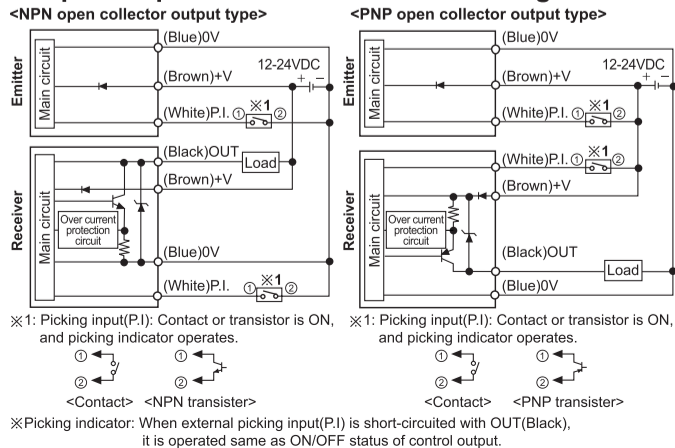 <NPN open collector output type>
Emitter
Main circuit
(Blue)0V
12-24VDC
+ −
(Brown)+V
(White)P.I. ① ※1 ②
Receiver
Main circuit
Over current
protection
circuit
(Black)OUT
Load
(Brown)+V
(Blue)0V
(White)P.I. ① ※1 ②
※1: Picking input(P.I): Contact or transistor is ON,
and picking indicator operates.
① ①
② ②
<Contact> <NPN transister>
<PNP open collector output type>
Emitter
Main circuit
(Blue)0V
12-24VDC
+ −
(Brown)+V
(White)P.I. ① ※1 ②
Receiver
Main circuit
Over current
protection
circuit
(White)P.I. ① ※1 ②
(Brown)+V
(Black)OUT
Load
(Blue)0V
※1: Picking input(P.I): Contact or transistor is ON,
and picking indicator operates.
① ①
② ②
<Contact> <PNP transister>
※Picking indicator: When external picking input(P.I) is short-circuited with OUT(Black),
it is operated same as ON/OFF status of control output.